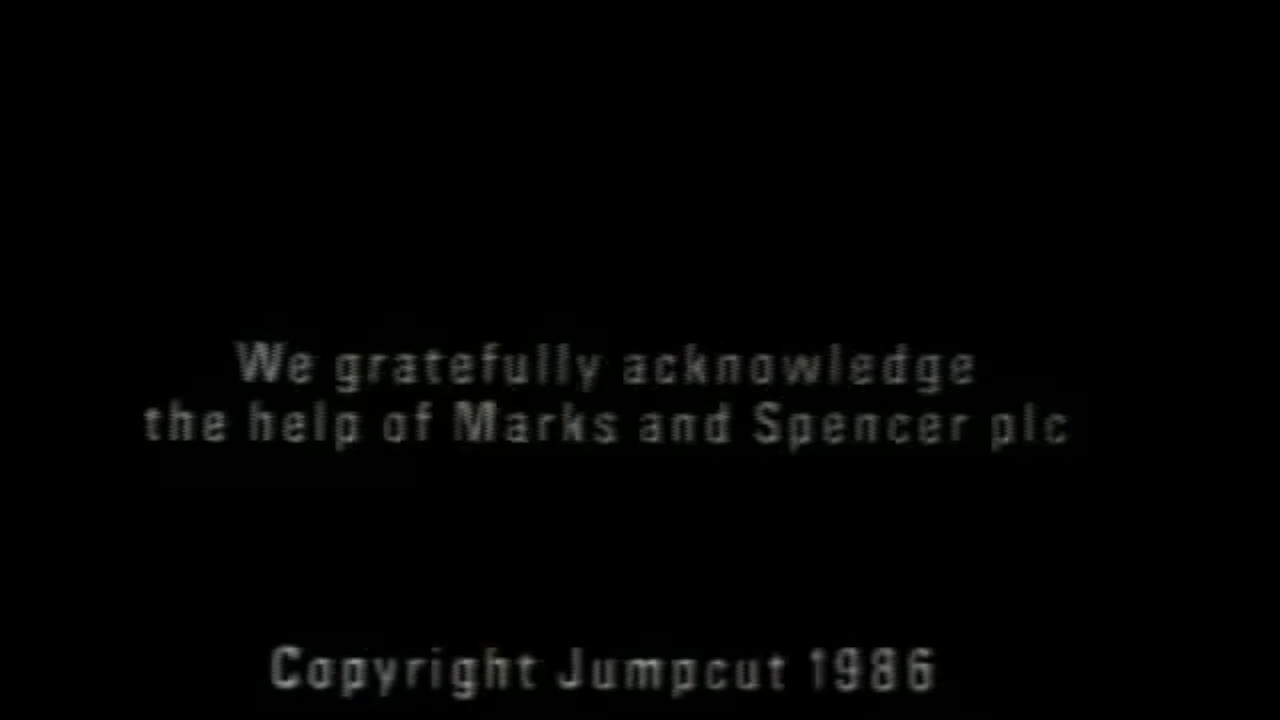 We gratefully acknowledge
the help of Marks and Spencer plc
Copyright Jumpcut 1986